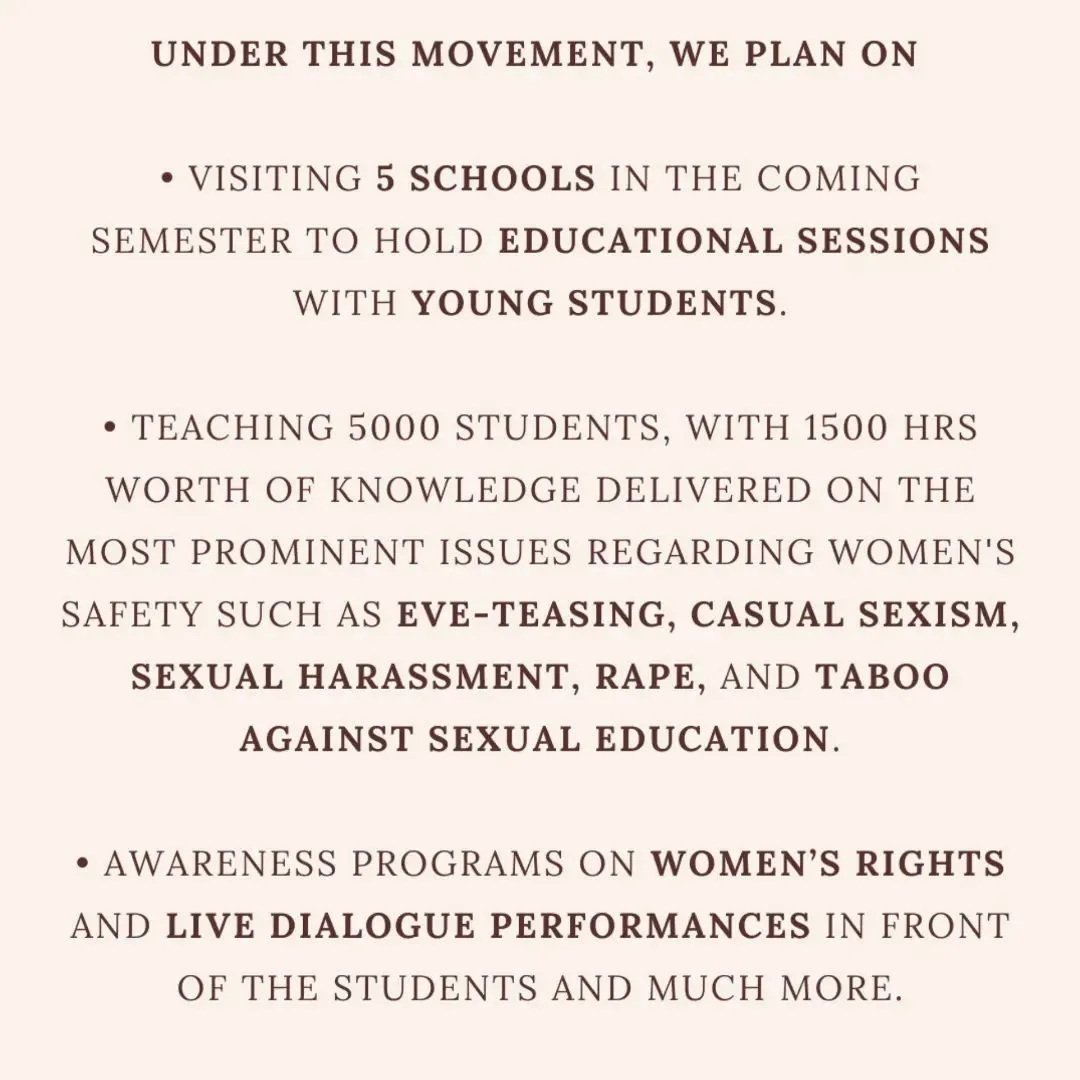 UNDER THIS MOVEMENT, WE PLAN ON
• VISITING 5 SCHOOLS IN THE COMING
SEMESTER TO HOLD EDUCATIONAL SESSIONS
WITH YOUNG STUDENTS.
• TEACHING 5000 STUDENTS, WITH 1500 HRS
WORTH OF KNOWLEDGE DELIVERED ON THE
MOST PROMINENT ISSUES REGARDING WOMEN'S
SAFETY SUCH AS EVE-TEASING, CASUAL SEXISM,
SEXUAL HARASSMENT, RAPE, AND TABOO
AGAINST SEXUAL EDUCATION.
• AWARENESS PROGRAMS ON WOMEN’S RIGHTS
AND LIVE DIALOGUE PERFORMANCES IN FRONT
OF THE STUDENTS AND MUCH MORE.